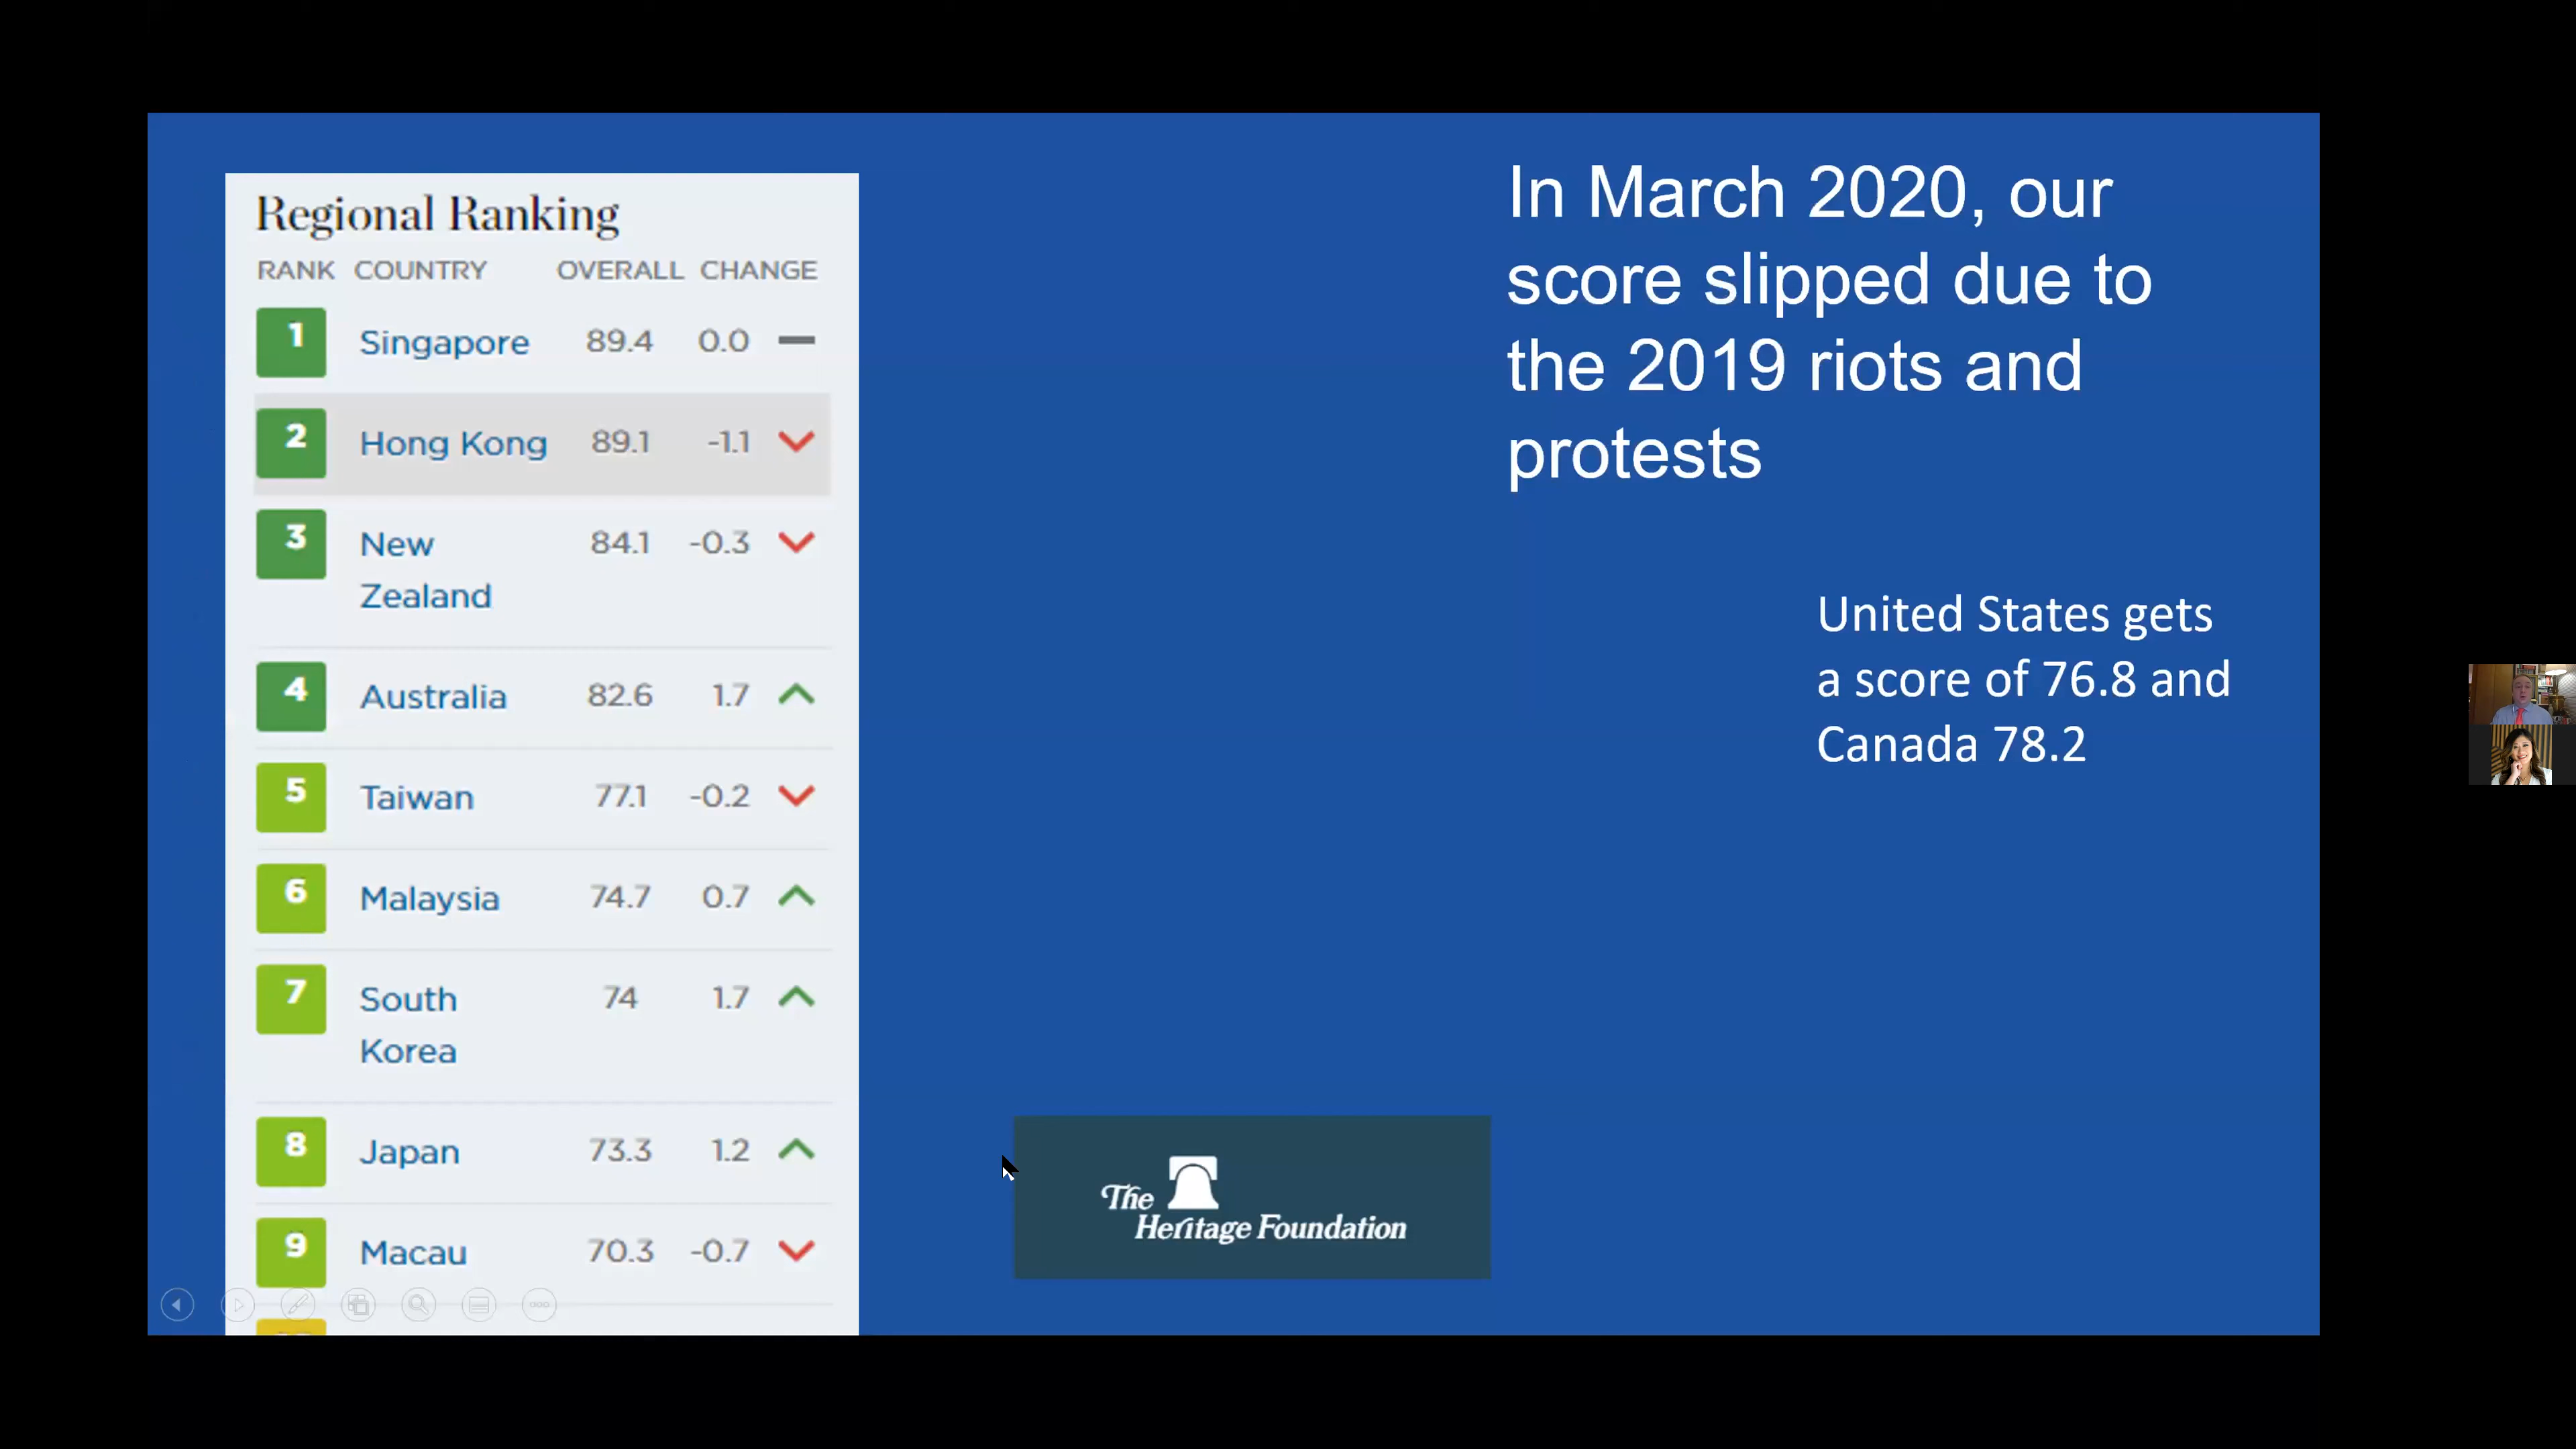 Regional Ranking
RANK COUNTRY OVERALL CHANGE
1 Singapore 89.4 0.0
2 Hong Kong 89.1 -1.1
3 New 84.1 -0.3
Zealand
4 Australia 82.6 1.7
5 Taiwan 77.1 -0.2
6 Malaysia 74.7 0.7
7 South 74 1.7
Korea
8 Japan 73.3 1.2
9 Macau 70.3 -0.7
In March 2020, our
score slipped due to
the 2019 riots and
protests
United States gets
a score of 76.8 and
Canada 78.2
The
Heritage Foundation